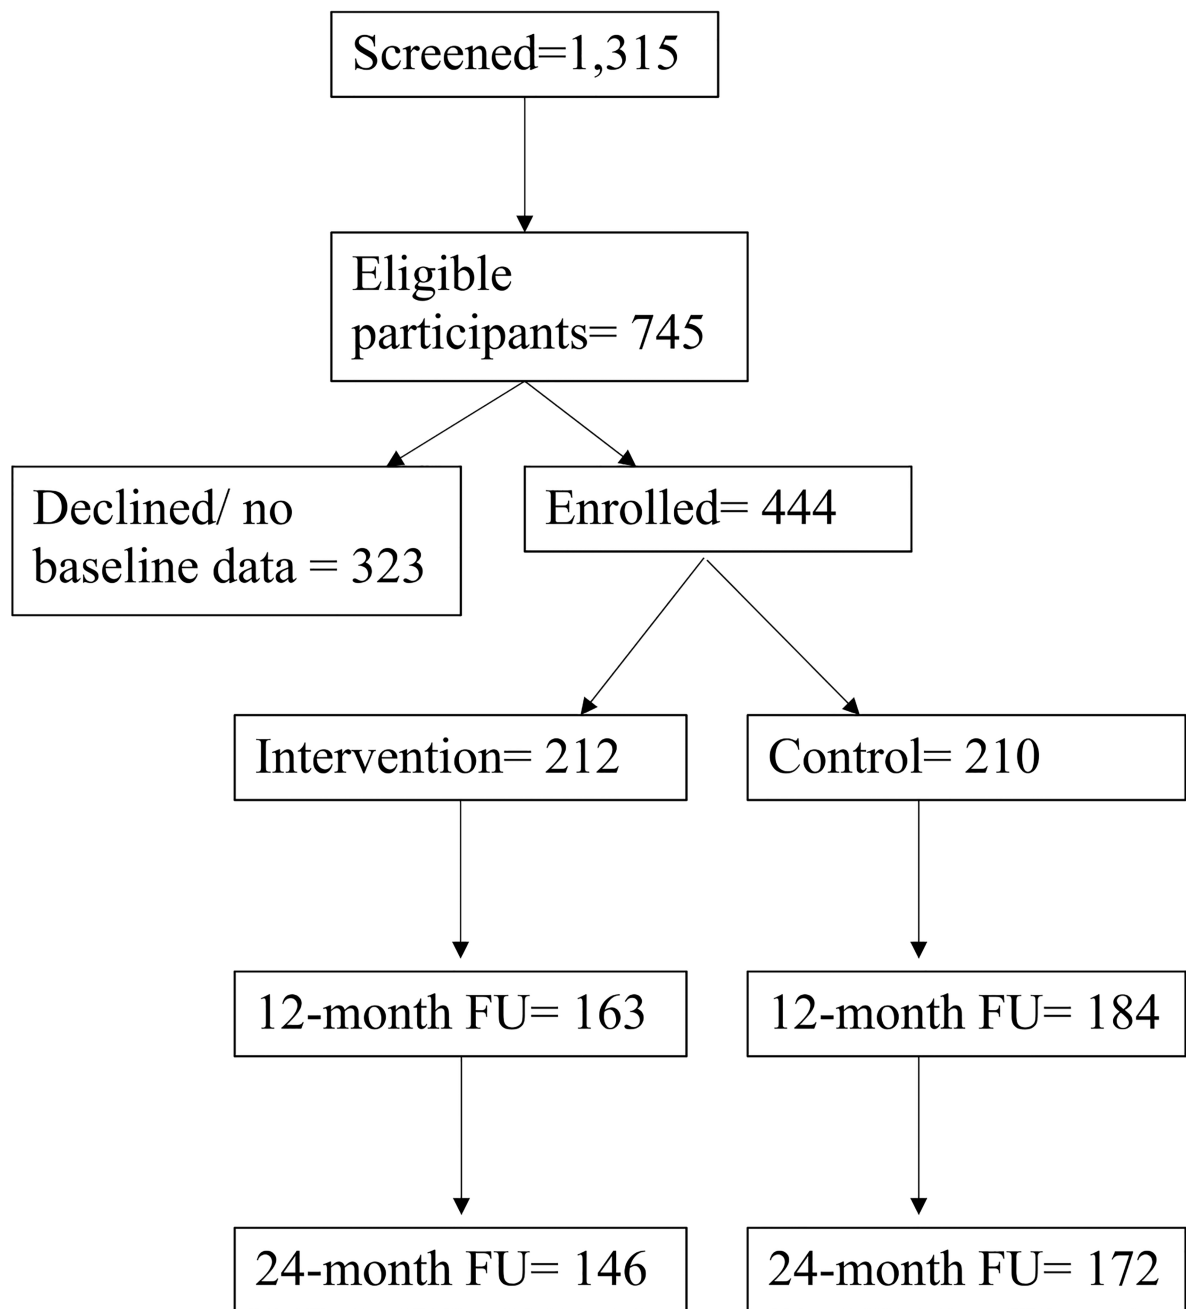 Screened=1,315
Eligible
participants= 745
Declined/ no
baseline data = 323
Enrolled= 444
Intervention= 212
Control= 210
12-month FU= 163
12-month FU= 184
24-month FU= 146
24-month FU= 172